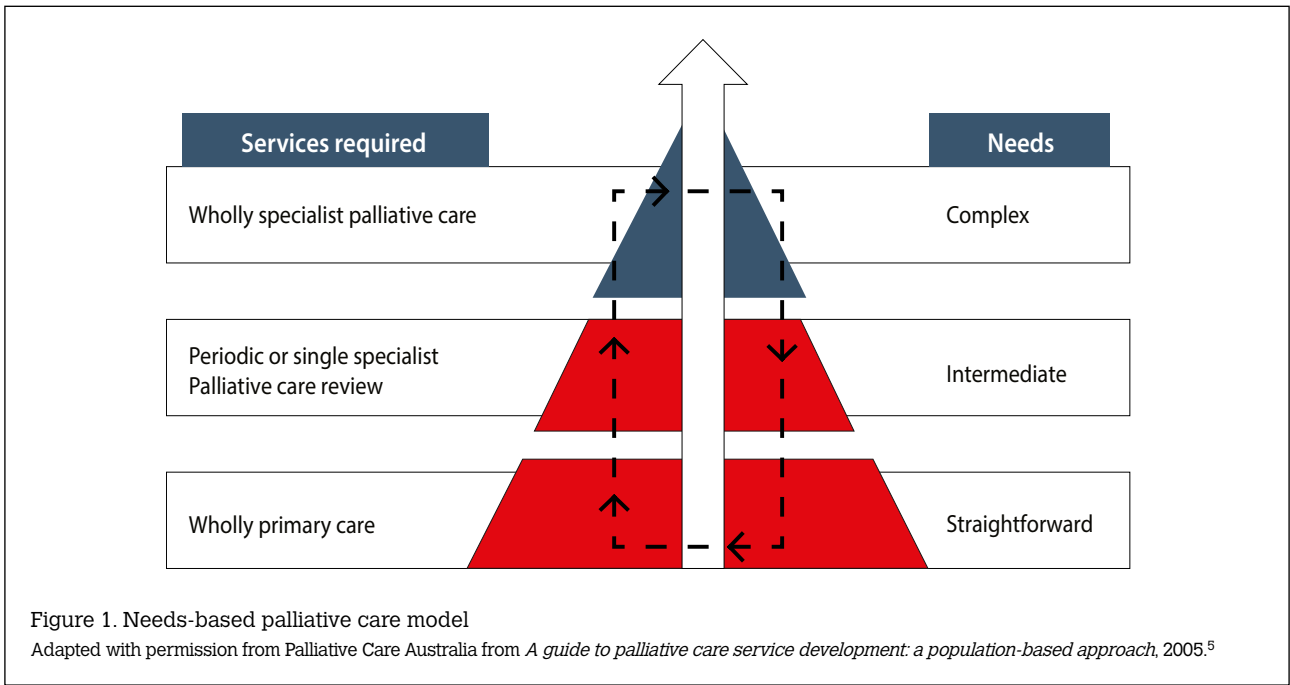 Services required
Needs
Wholly specialist palliative care
Complex
Periodic or single specialist
Palliative care review
Intermediate
Wholly primary care
Straightforward
Figure 1. Needs-based palliative care model
Adapted with permission from Palliative Care Australia from A guide to palliative care service development: a population-based approach, 2005.5